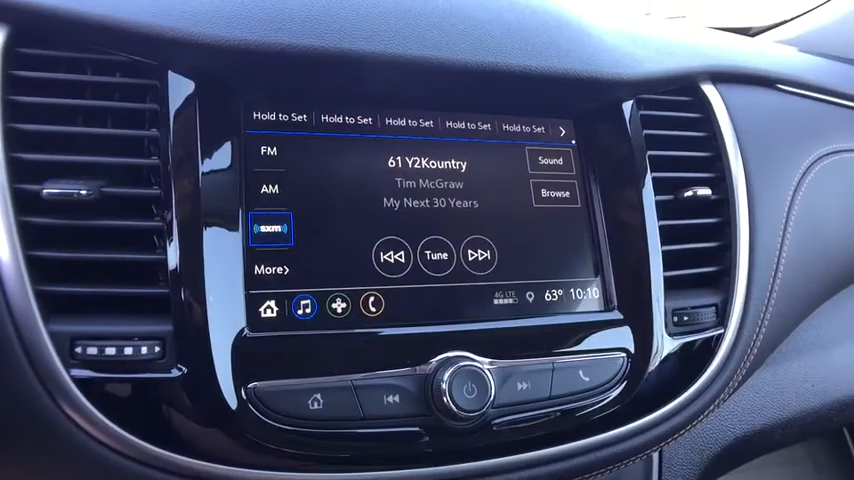 Hold to Set Hold to Set Hold to Set Hold to Set Hold to Set >
FM
61 Y2Kountry
Sound
AM
Tim McGraw
Browse
My Next 30 Years
((sxm))
Tune
More>
4G LTE
63° 10:10